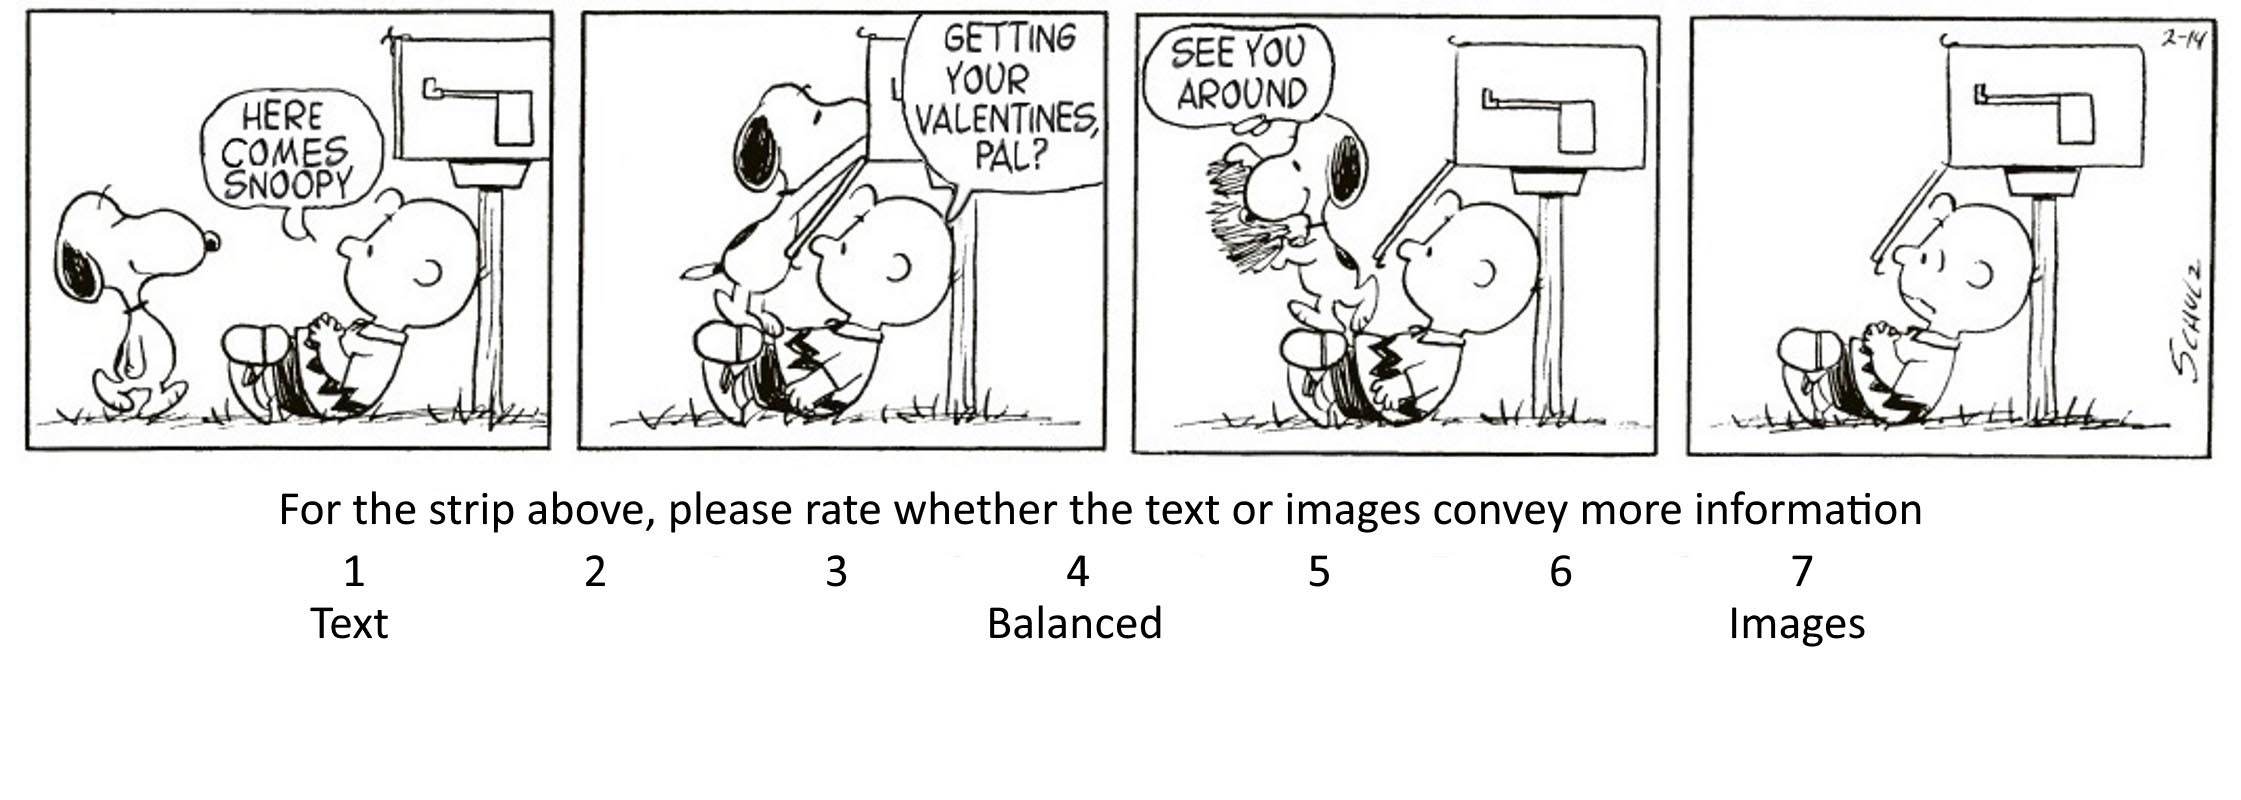 HERE
COMES
SNOOPY
GETTING
YOUR
VALENTINES,
PAL?
SEE YOU
AROUND
2-14
SCHULZ
For the strip above, please rate whether the text or images convey more information
1 2 3 4 5 6 7
Text Balanced Images